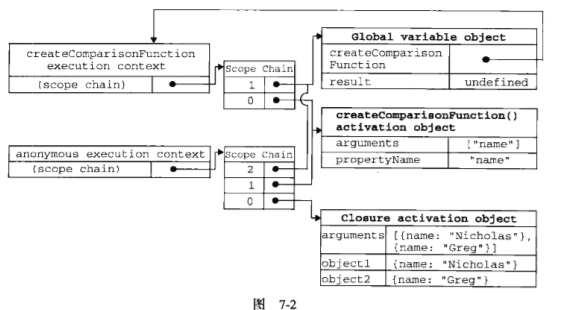 createComparisonFunction
execution context
(scope chain)
Scope Chain
1
0
Global variable object
createComparison
Function
result
undefined
createComparisonFunction()
activation object
arguments
["name"]
propertyName
"name"
anonymous execution context
(scope chain)
Scope Chain
2
1
0
Closure activation object
arguments
[{name: "Nicholas"},
{name: "Greg"}]
object1
{name: "Nicholas"}
object2
{name: "Greg"}
图 7-2